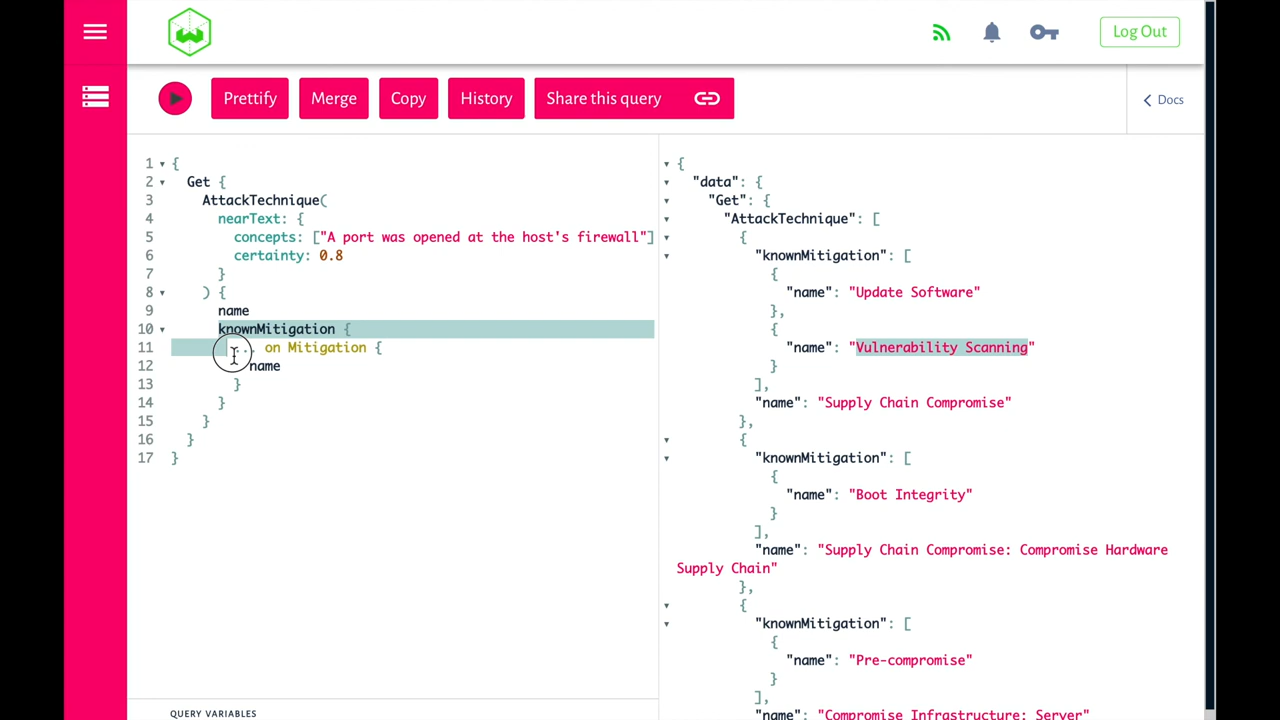 Log Out
Prettify
Merge
Copy
History
Share this query
Docs
1 {
2 Get {
3 AttackTechnique(
4 nearText: {
5 concepts: ["A port was opened at the host's firewall"]
6 certainty: 0.8
7 }
8 ) {
9 name
10 knownMitigation {
11 ... on Mitigation {
12 name
13 }
14 }
15 }
16 }
17 }
QUERY VARIABLES
{
"data": {
"Get": {
"AttackTechnique": [
{
"knownMitigation": [
{
"name": "Update Software"
},
{
"name": "Vulnerability Scanning"
}
],
"name": "Supply Chain Compromise"
},
{
"knownMitigation": [
{
"name": "Boot Integrity"
}
],
"name": "Supply Chain Compromise: Compromise Hardware
Supply Chain"
},
{
"knownMitigation": [
{
"name": "Pre-compromise"
}
],
"name": "Compromise Infrastructure: Server"